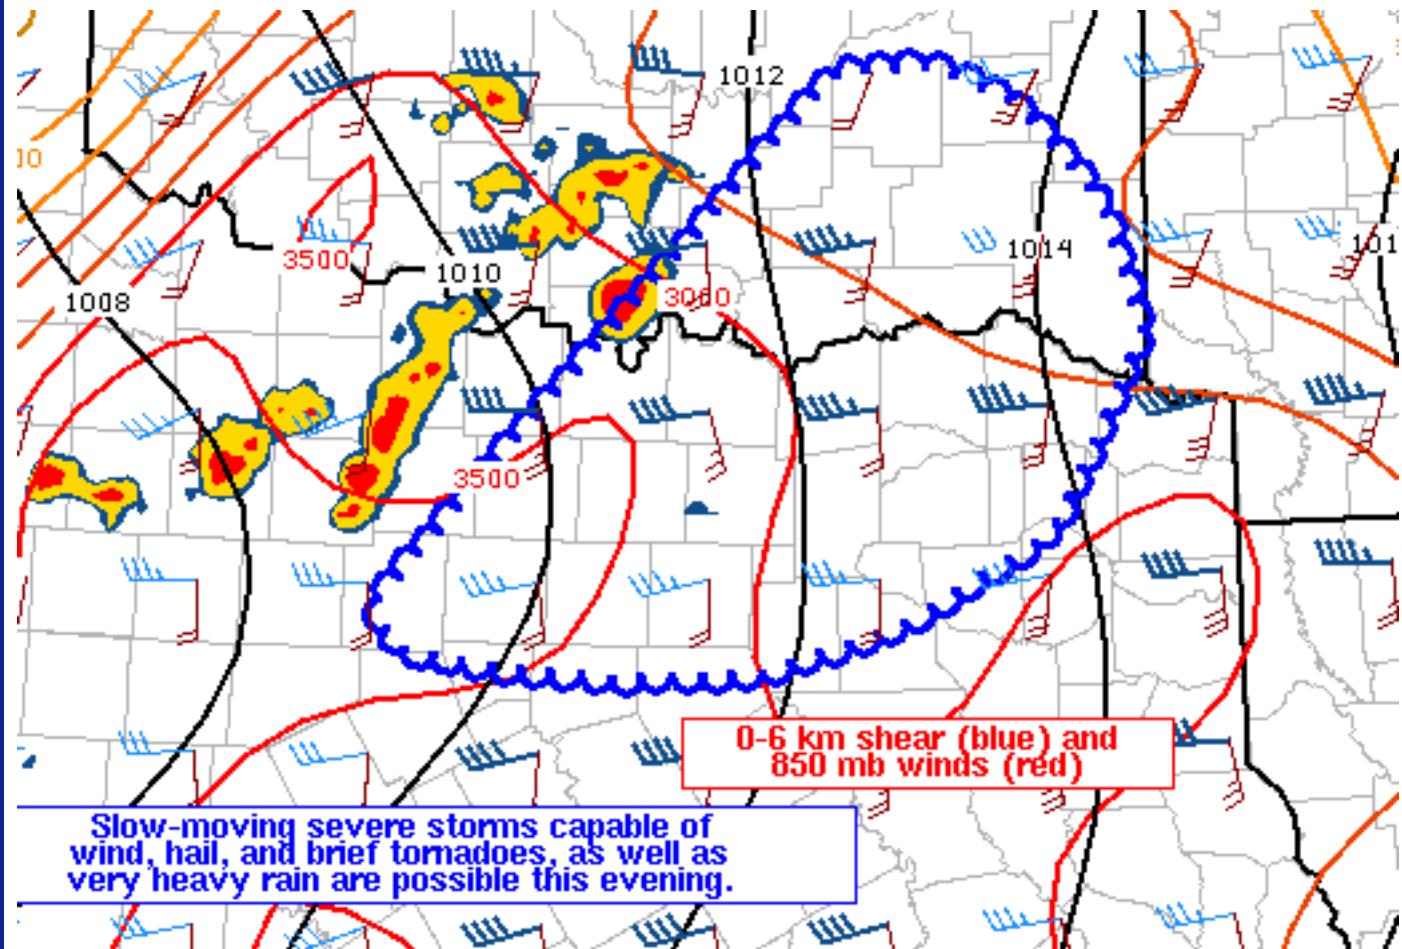 1012
00
1014
101
3500
1010
1008
3000
3500
0-6 km shear (blue) and
850 mb winds (red)
Slow-moving severe storms capable of
wind, hail, and brief tornadoes, as well as
very heavy rain are possible this evening.